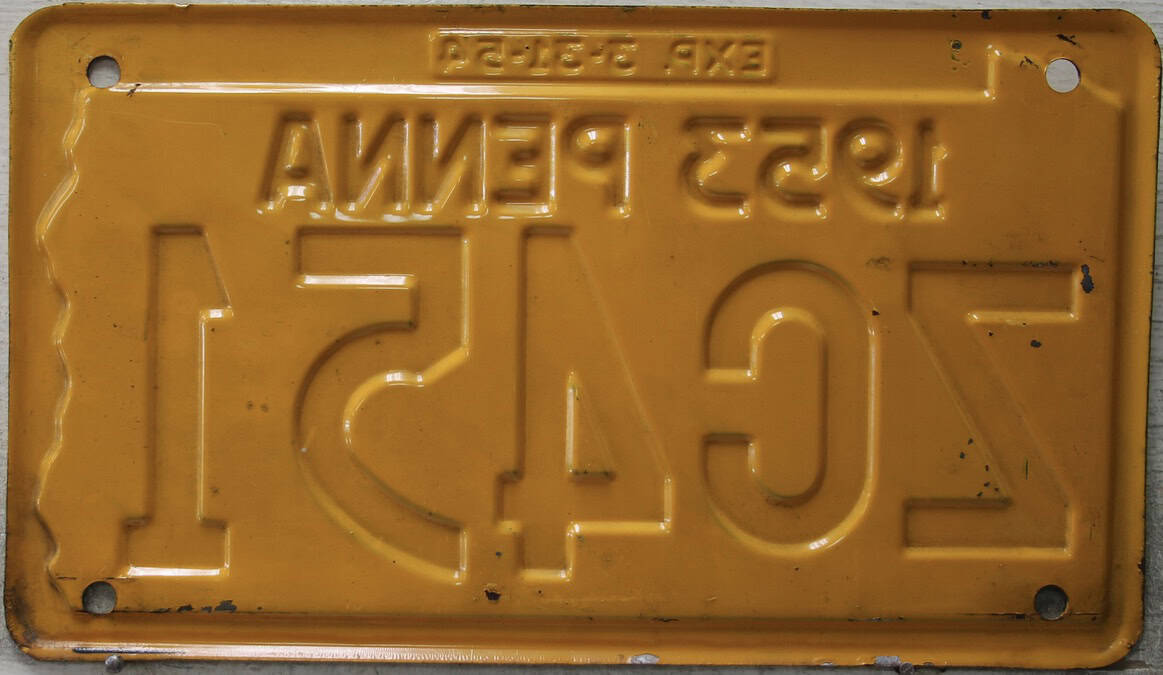 EXP. 3-31-54
1953 PENNA
ZC451